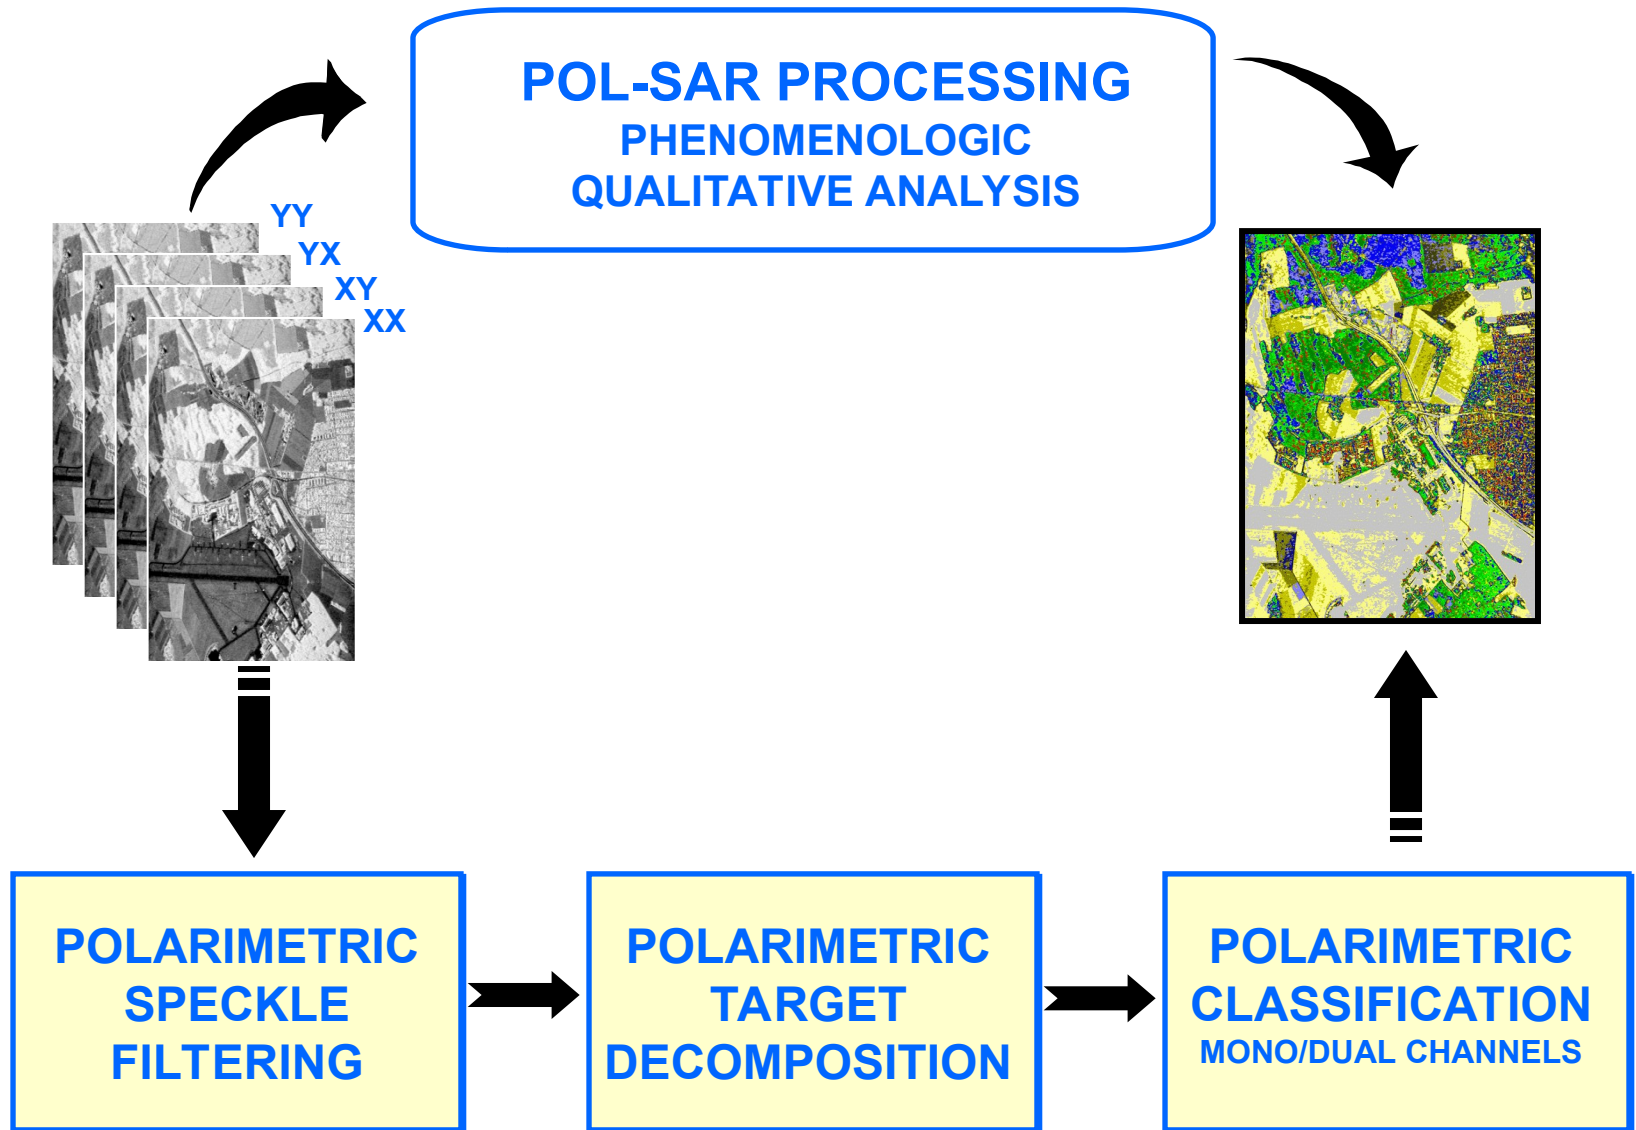 POL-SAR PROCESSING
PHENOMENOLOGIC
QUALITATIVE ANALYSIS
YY
YX
XY
XX
POLARIMETRIC
SPECKLE
FILTERING
POLARIMETRIC
TARGET
DECOMPOSITION
POLARIMETRIC
CLASSIFICATION
MONO/DUAL CHANNELS